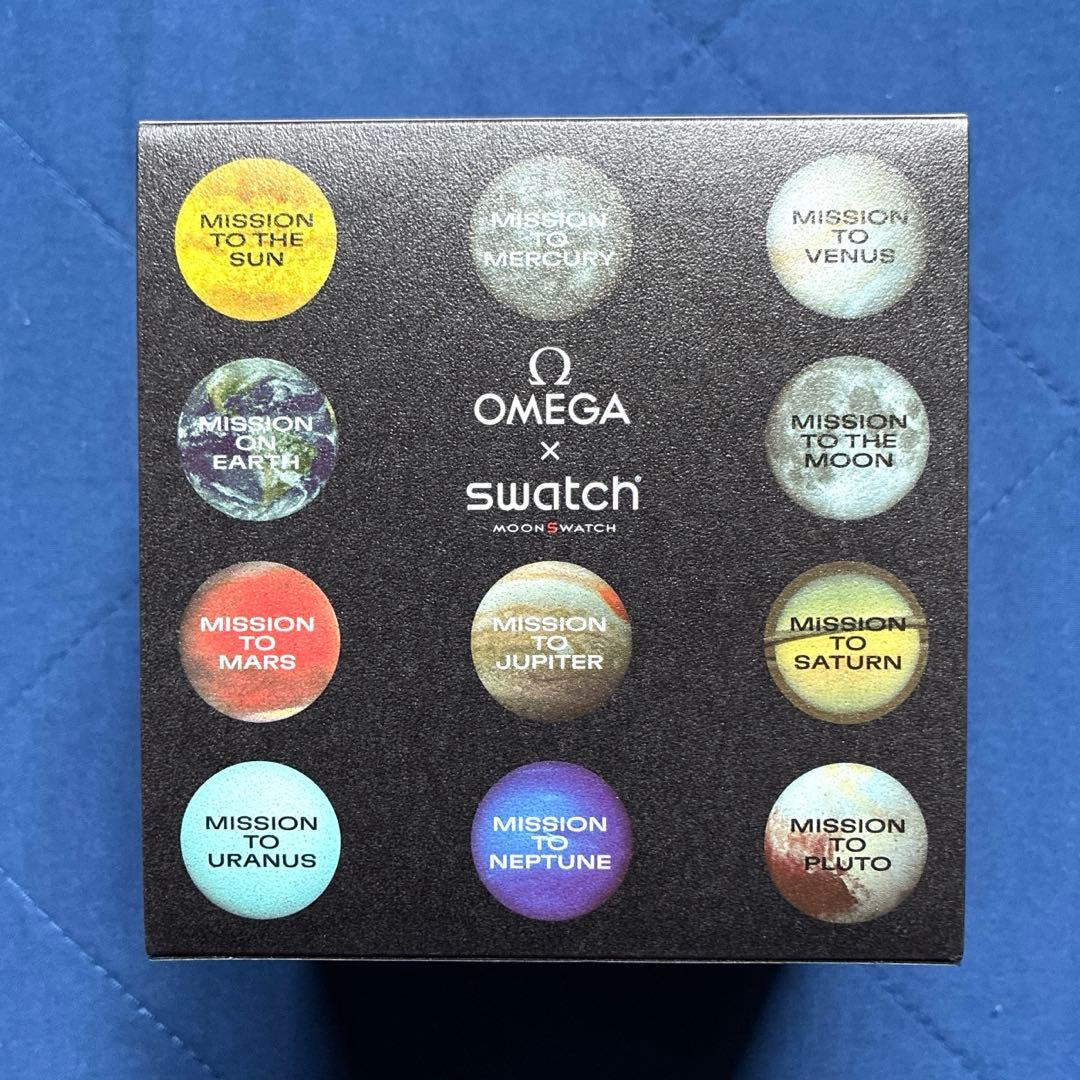 MISSION
TO THE
SUN
MISSION
TO
MERCURY
MISSION
TO
VENUS
MISSION
ON
EARTH
Ω
OMEGA
×
swatch
MOONSWATCH
MISSION
TO THE
MOON
MISSION
TO
MARS
MISSION
TO
JUPITER
MISSION
TO
SATURN
MISSION
TO
URANUS
MISSION
TO
NEPTUNE
MISSION
TO
PLUTO